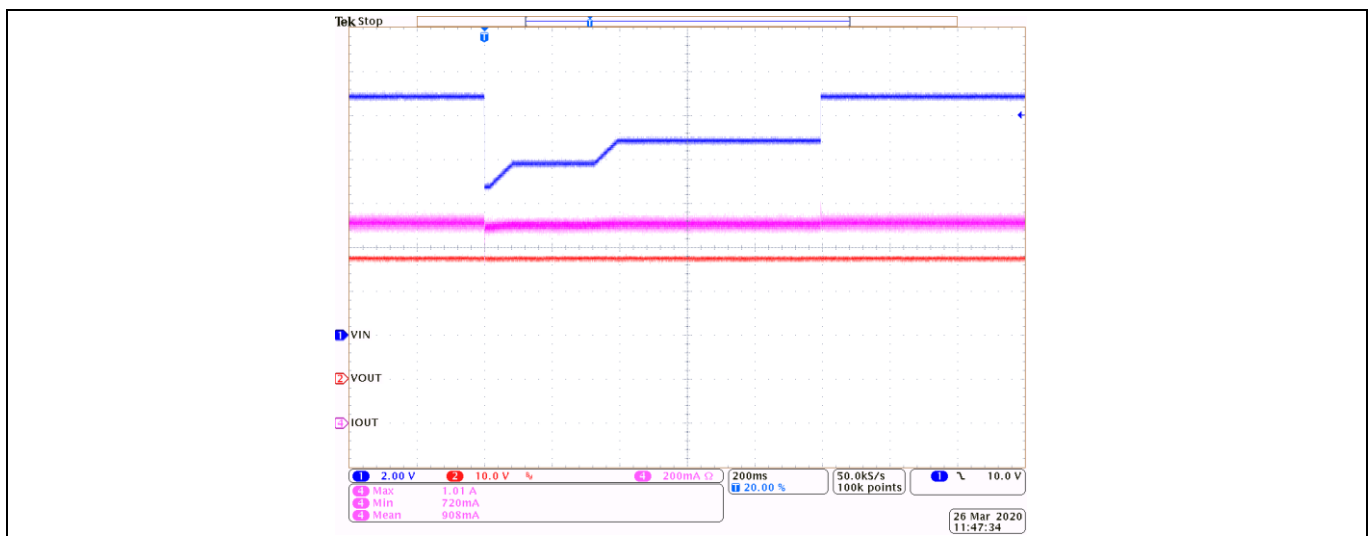 Tek Stop
T
T
1 VIN
2 VOUT
4 IOUT
1 2.00 V 2 10.0 V 4 200mA Ω 200ms 50.0kS/s 1 10.0 V
T 20.00 % 100k points
4 Max 1.01 A
4 Min 720mA
4 Mean 908mA
26 Mar 2020
11:47:34